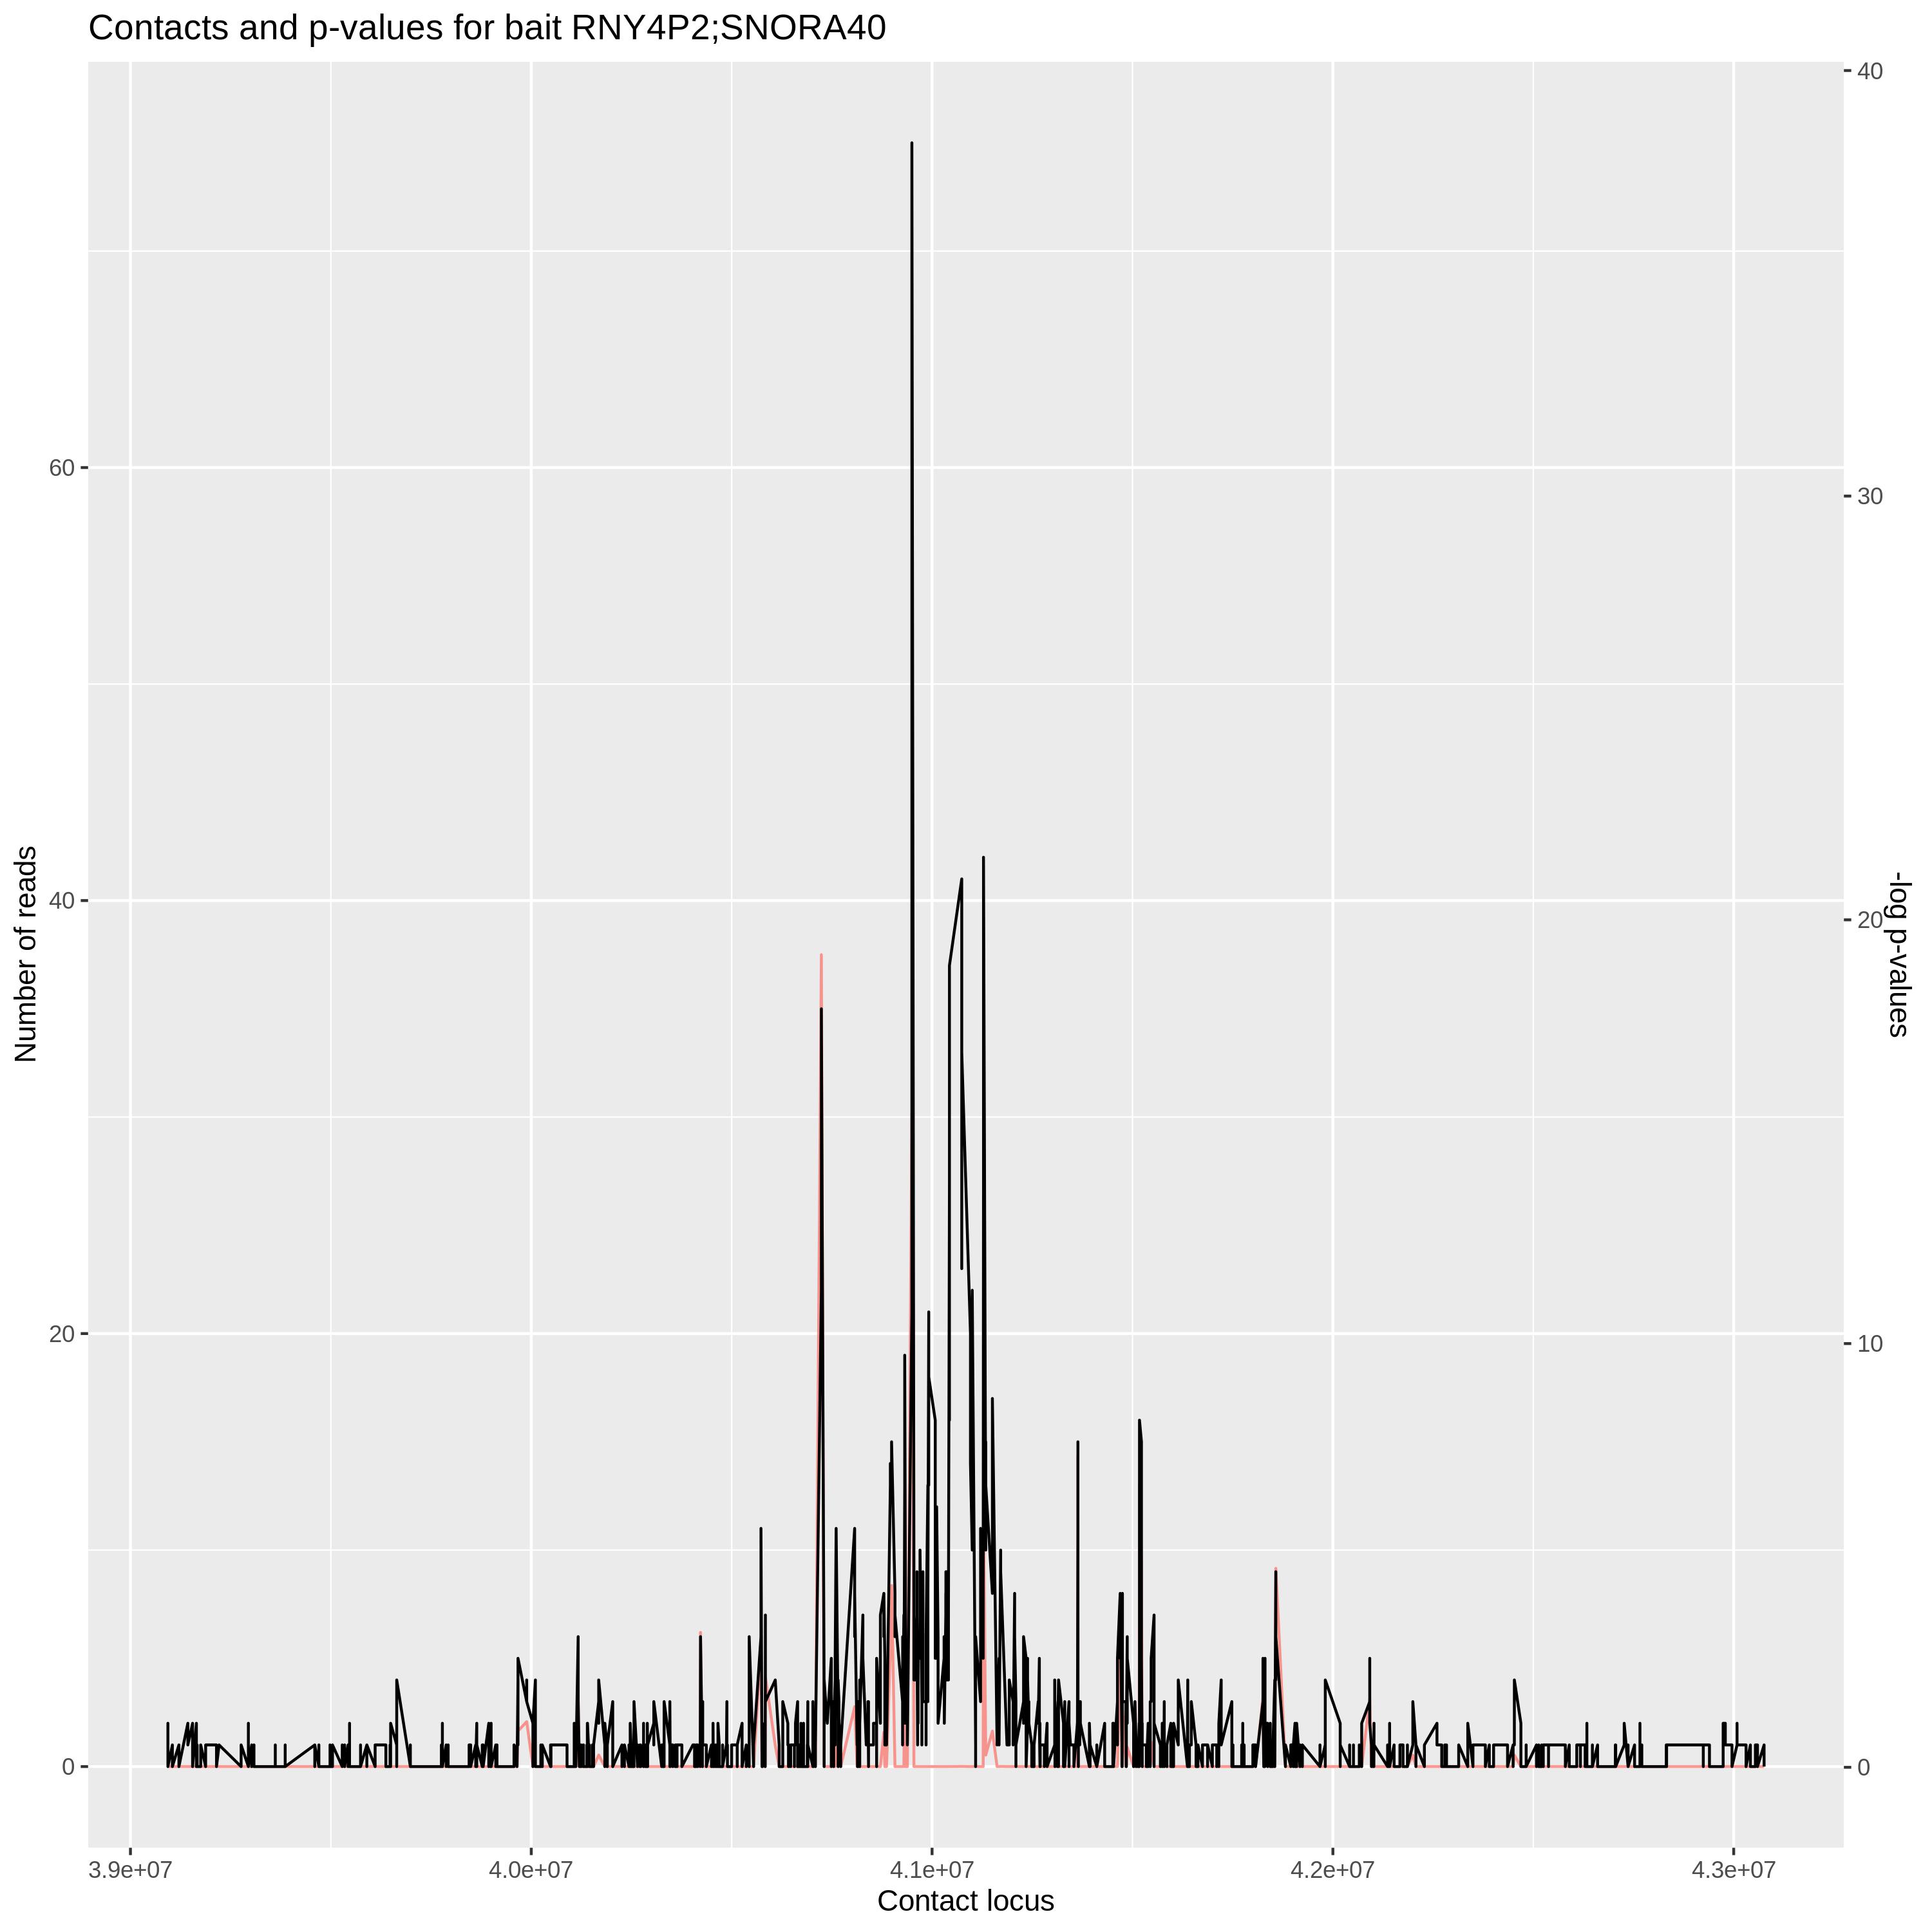 Contacts and p-values for bait RNY4P2;SNORA40
40
60
30
Number of reads
40
20
-log p-values
20
10
0
0
3.9e+07 4.0e+07 4.1e+07 4.2e+07 4.3e+07
Contact locus